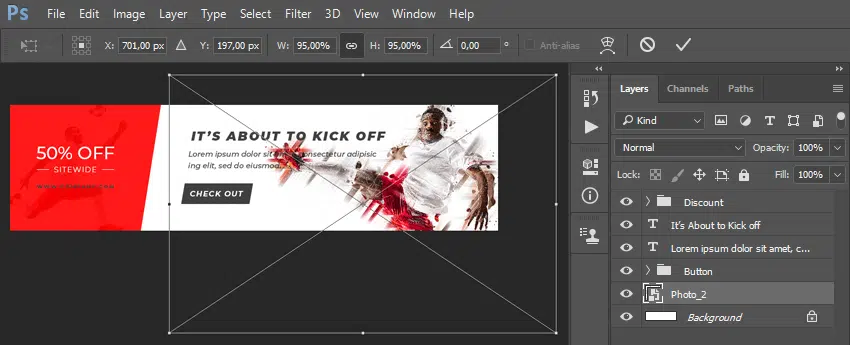 Ps File Edit Image Layer Type Select Filter 3D View Window Help
X: 701,00 px Y: 197,00 px W: 95,00% H: 95,00% 0,00 ° Anti-alias
Layers Channels Paths
Kind
Normal Opacity: 100%
Lock: Fill: 100%
Discount
It's About to Kick off
Lorem ipsum dolor sit amet, c...
Button
Photo_2
Background
50% OFF
SITEWIDE
IT'S ABOUT TO KICK OFF
Lorem ipsum dolor sit consectetur adipisic
ing elit, sed do eiusmod
CHECK OUT